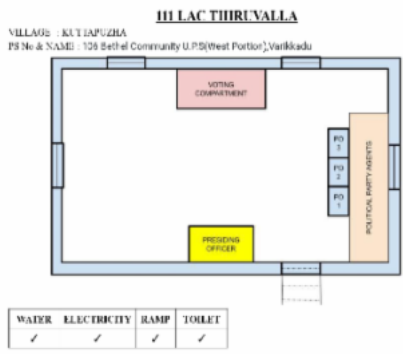 111 LAC THIRUVALLA
VILLAGE : KUTTAPUZHA
PS No & NAME : 106 Bethel Community U.P.S(West Portion),Varikkadu
VOTING
COMPARTMENT
PO
3
PO
2
PO
1
POLITICAL PARTY AGENTS
PRESIDING
OFFICER
WATER ELECTRICITY RAMP TOILET
✓ ✓ ✓ ✓